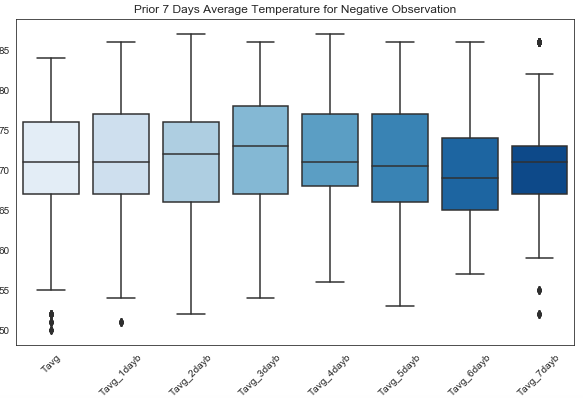 Prior 7 Days Average Temperature for Negative Observation
85
80
75
70
65
60
55
50
Tavg
Tavg_1dayb
Tavg_2dayb
Tavg_3dayb
Tavg_4dayb
Tavg_5dayb
Tavg_6dayb
Tavg_7dayb